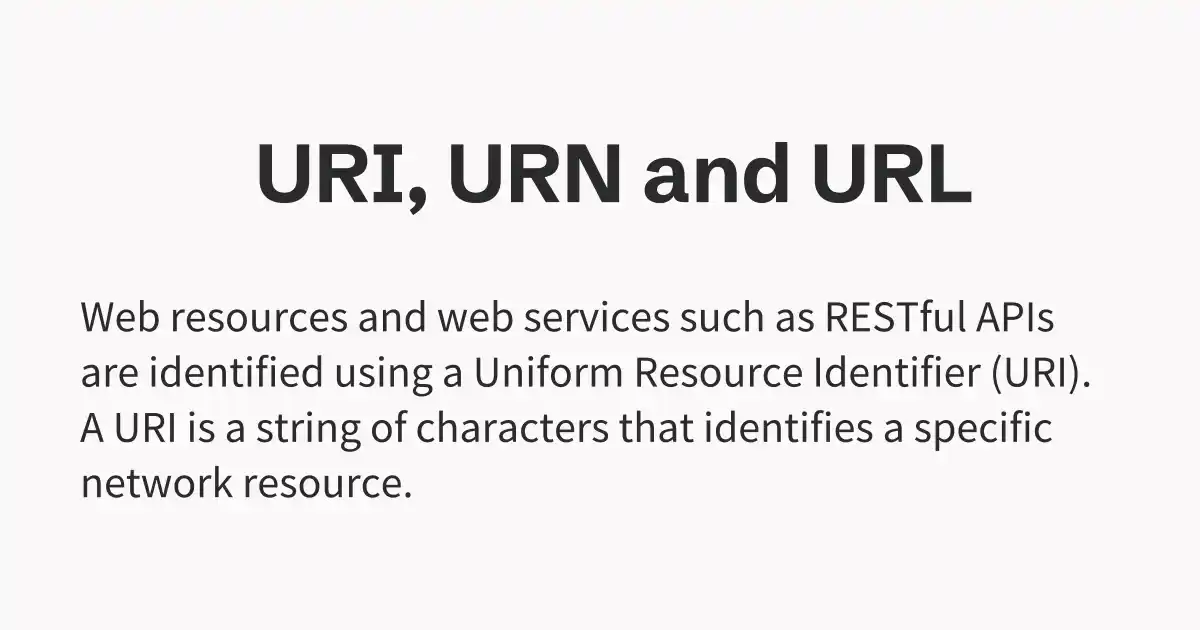 URI, URN and URL
Web resources and web services such as RESTful APIs
are identified using a Uniform Resource Identifier (URI).
A URI is a string of characters that identifies a specific
network resource.